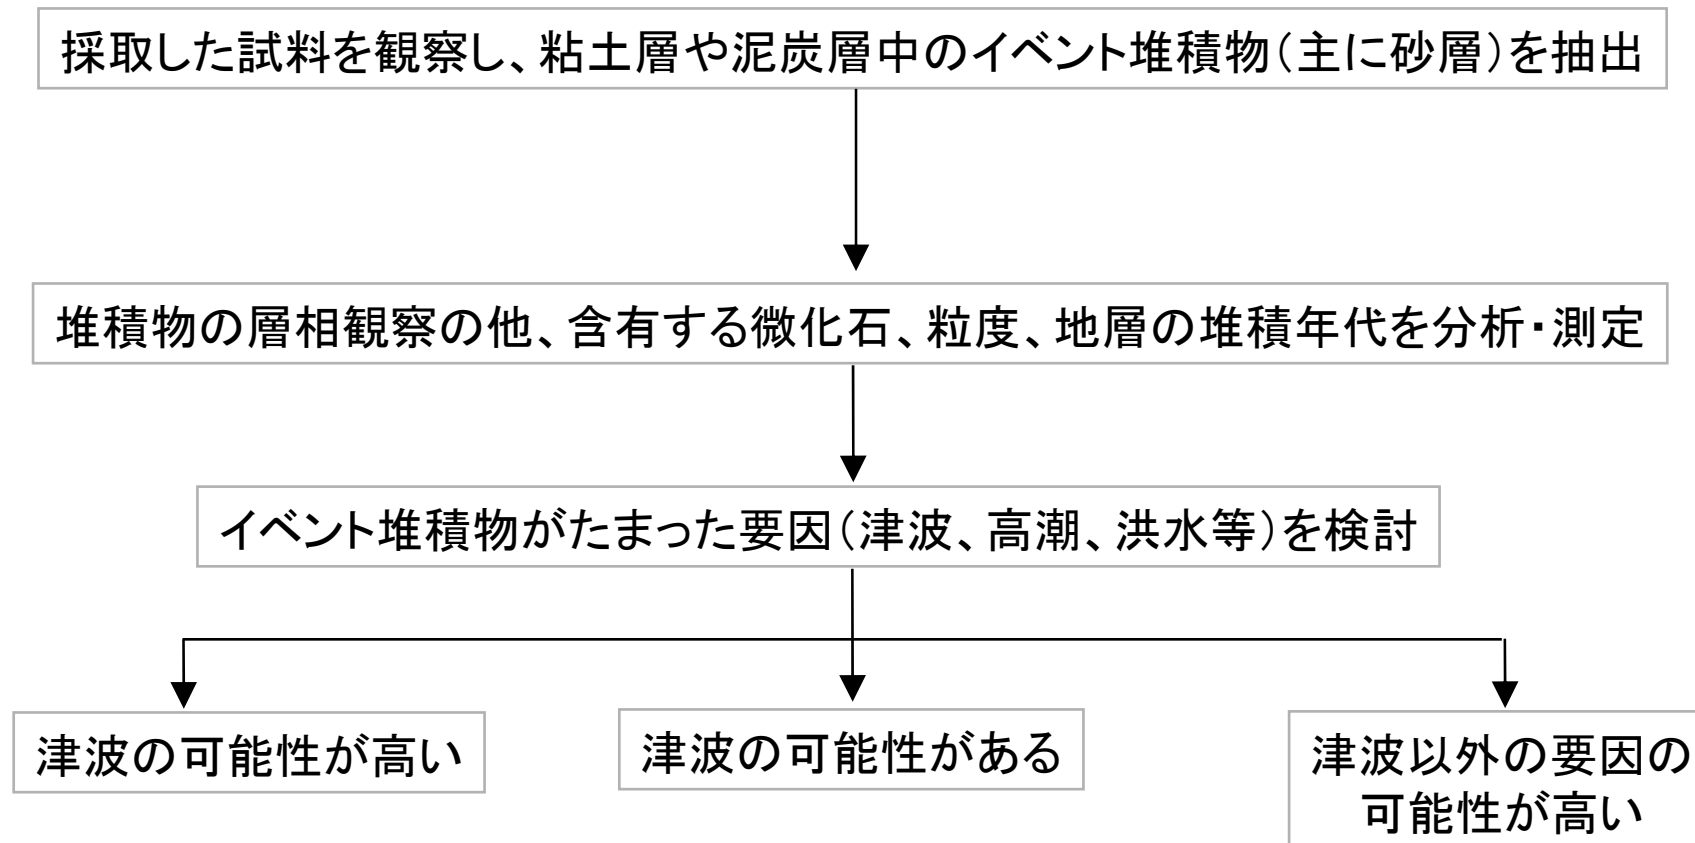 採取した試料を観察し、粘土層や泥炭層中のイベント堆積物（主に砂層）を抽出
堆積物の層相観察の他、含有する微化石、粒度、地層の堆積年代を分析・測定
イベント堆積物がたまった要因（津波、高潮、洪水等）を検討
津波の可能性が高い
津波の可能性がある
津波以外の要因の
可能性が高い